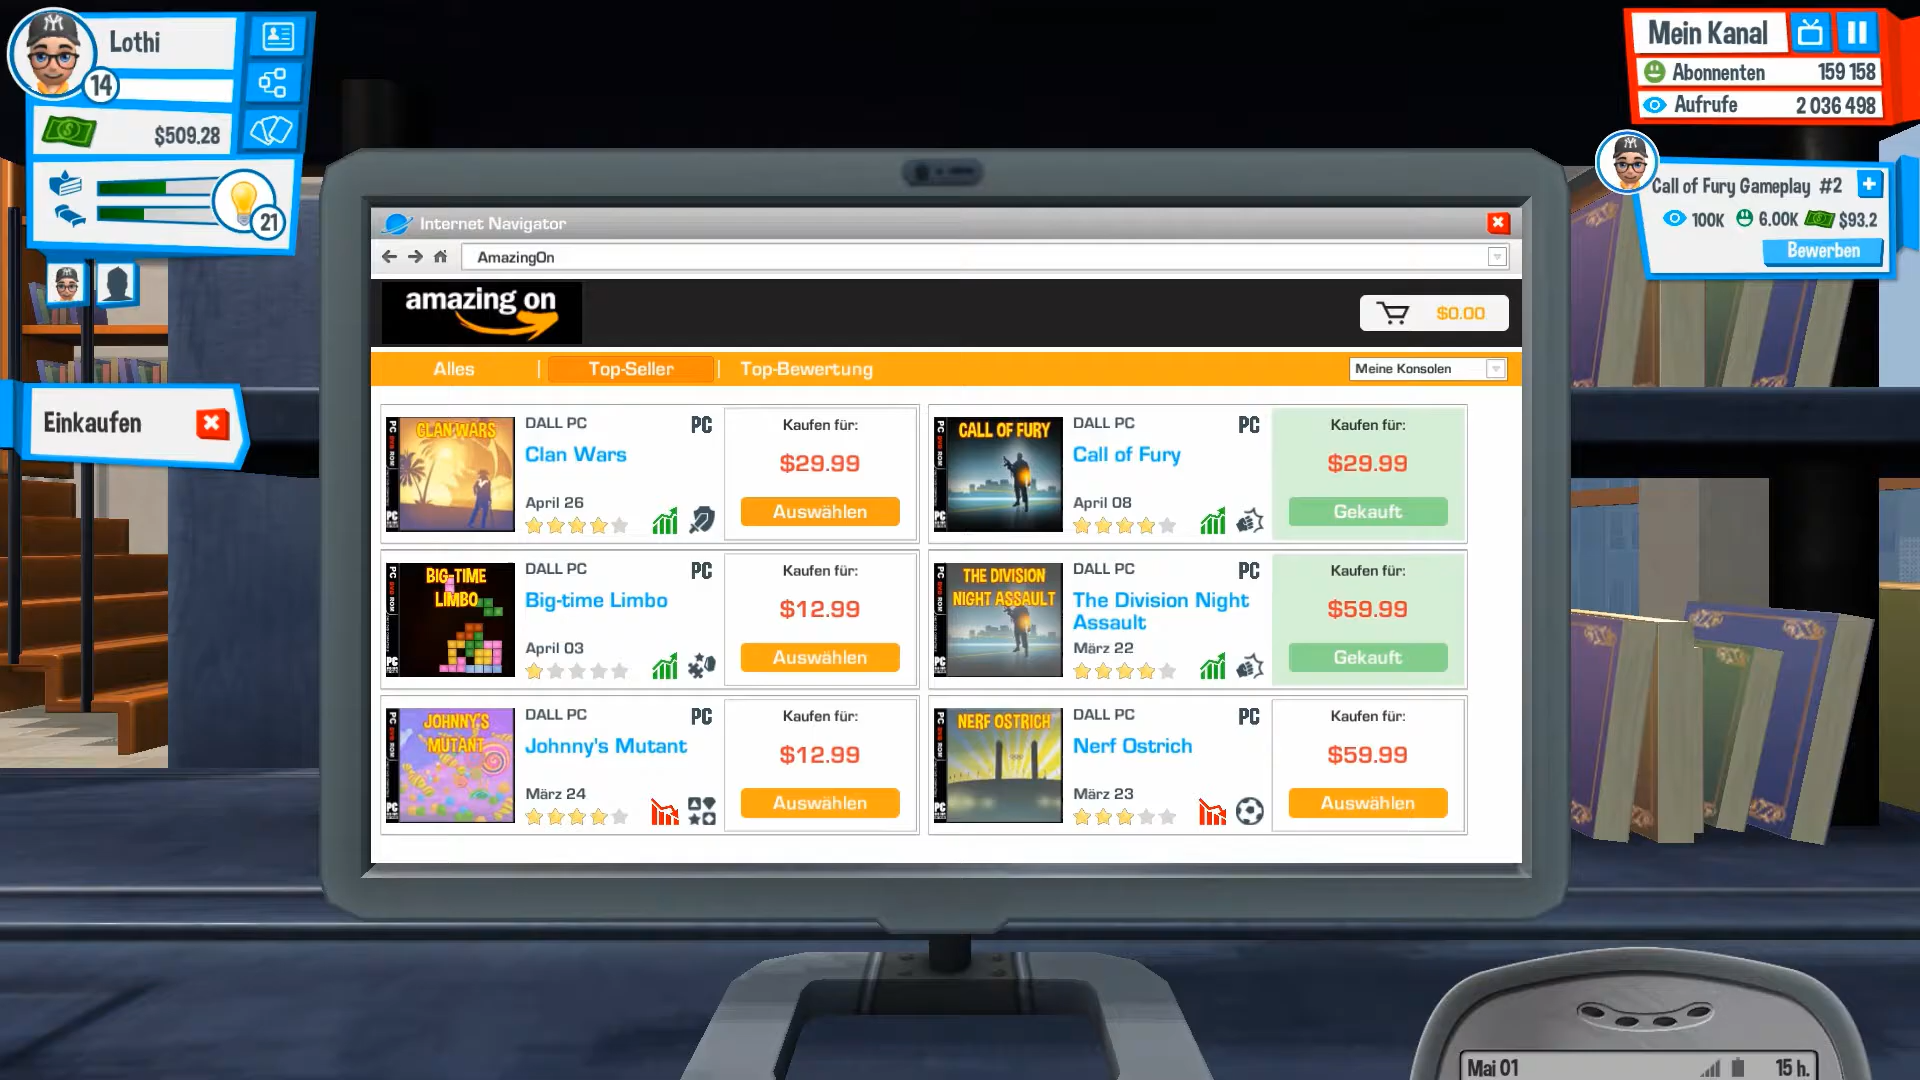 Lothi
14
$509.28
21
Mein Kanal
Abonnenten 159 158
Aufrufe 2 036 498
Call of Fury Gameplay #2
100K 6.00K $93.2
Bewerben
Einkaufen
Internet Navigator
AmazingOn
amazing on
$0.00
Alles | Top-Seller | Top-Bewertung
Meine Konsolen
CLAN WARS
DALL PC PC
Clan Wars
April 26
Kaufen für:
$29.99
Auswählen
CALL OF FURY
DALL PC PC
Call of Fury
April 08
Kaufen für:
$29.99
Gekauft
BIG-TIME
LIMBO
DALL PC PC
Big-time Limbo
April 03
Kaufen für:
$12.99
Auswählen
THE DIVISION
NIGHT ASSAULT
DALL PC PC
The Division Night
Assault
März 22
Kaufen für:
$59.99
Gekauft
JOHNNY'S
MUTANT
DALL PC PC
Johnny's Mutant
März 24
Kaufen für:
$12.99
Auswählen
NERF OSTRICH
DALL PC PC
Nerf Ostrich
März 23
Kaufen für:
$59.99
Auswählen
Mai 01 15 h.